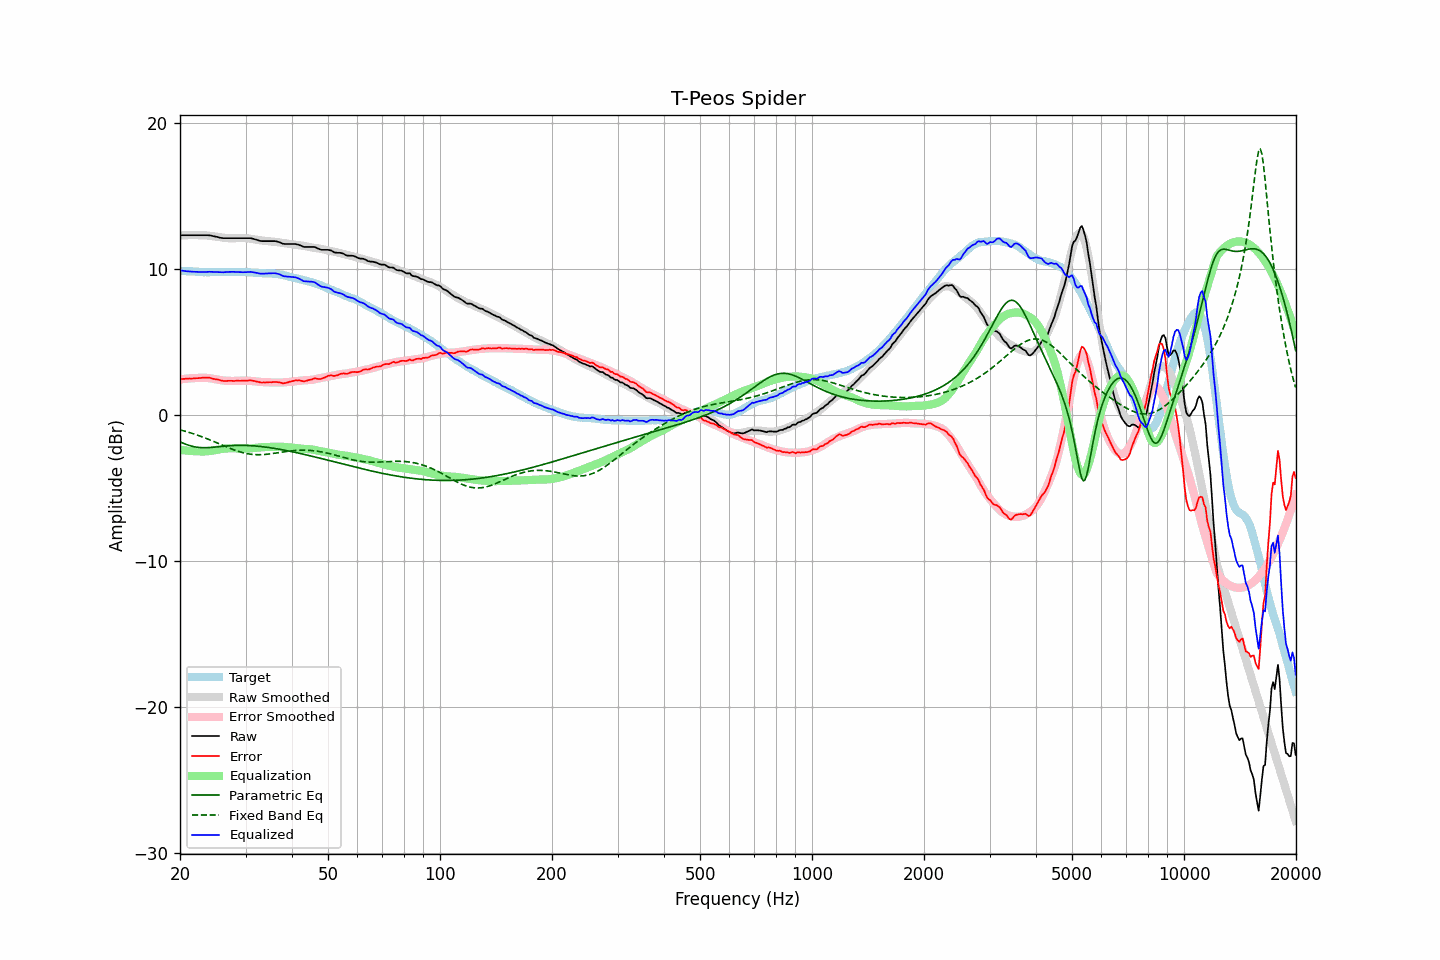 T-Peos Spider
20
10
0
−10
−20
−30
Amplitude (dBr)
Target
Raw Smoothed
Error Smoothed
Raw
Error
Equalization
Parametric Eq
Fixed Band Eq
Equalized
20 50 100 200 500 1000 2000 5000 10000 20000
Frequency (Hz)